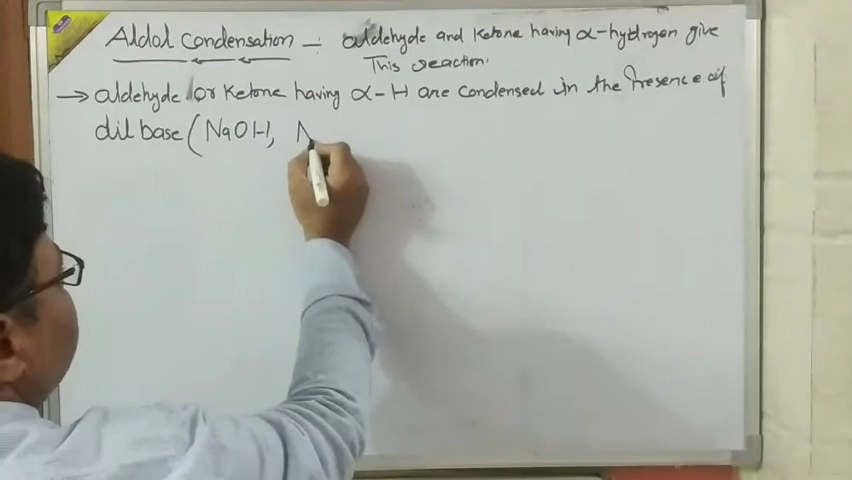 Aldol Condensation - aldehyde and Ketone having α-hydrogen give
This reaction.
→ aldehyde or Ketone having α-H are condensed in the Presence of
dil base (NaOH, N